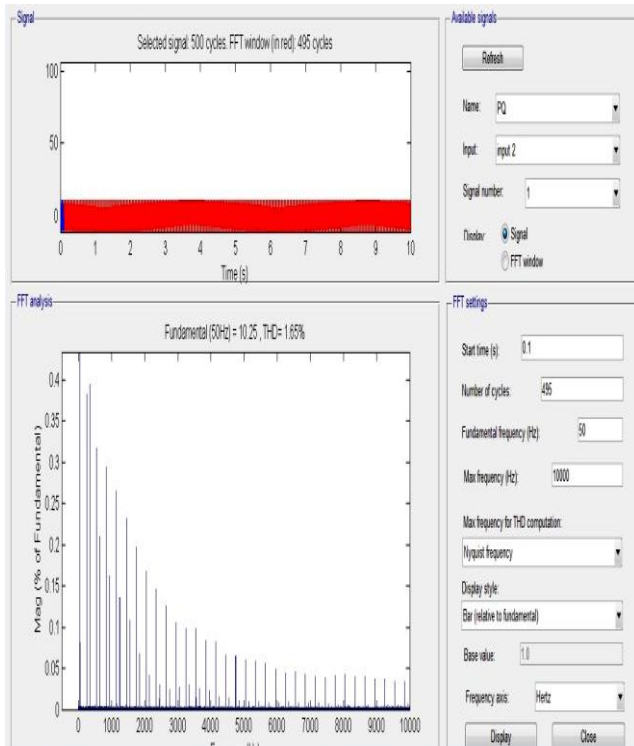 Signal
Selected signal: 500 cycles. FFT window (in red): 495 cycles
100
50
0
0 1 2 3 4 5 6 7 8 9 10
Time (s)
Available signals
Refresh
Name: PQ
Input: input 2
Signal number: 1
Display: Signal
FFT window
FFT analysis
Fundamental (50Hz) = 10.25 , THD= 1.65%
Mag (% of Fundamental)
0.4
0.35
0.3
0.25
0.2
0.15
0.1
0.05
0
0 1000 2000 3000 4000 5000 6000 7000 8000 9000 10000
FFT settings
Start time (s): 0.1
Number of cycles: 495
Fundamental frequency (Hz): 50
Max frequency (Hz): 10000
Max frequency for THD computation:
Nyquist frequency
Display style:
Bar (relative to fundamental)
Base value: 1.0
Frequency axis: Hertz
Display Close